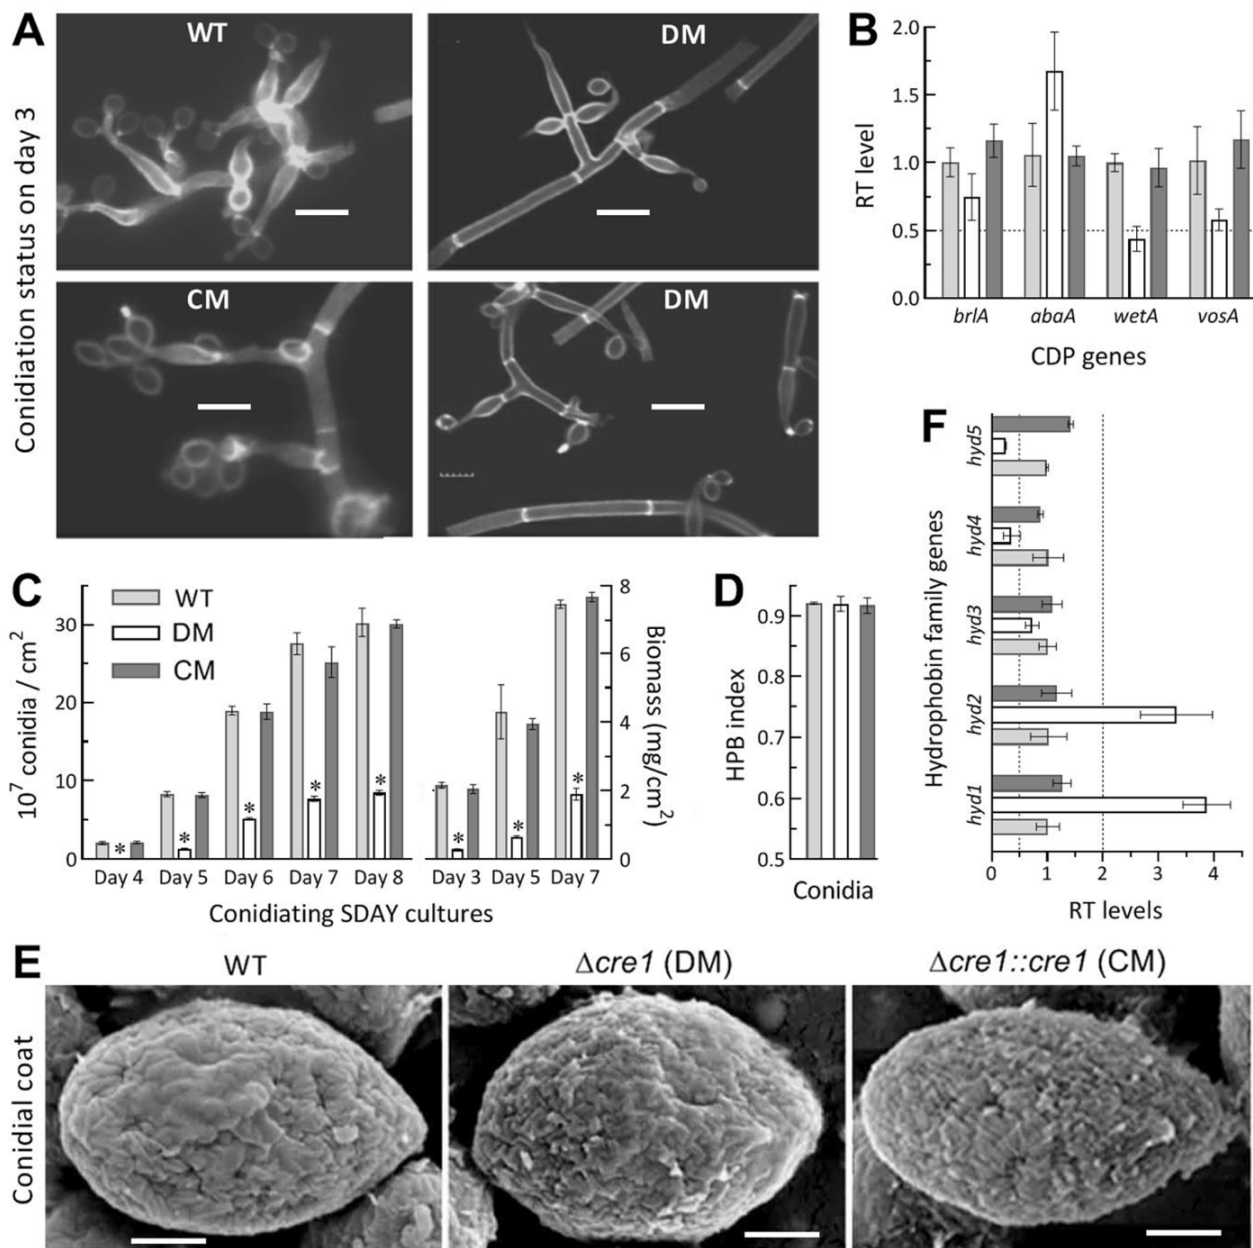 A
Conidiation status on day 3
WT
DM
CM
DM
B
RT level
2.0
1.5
1.0
0.5
0.0
brlA
abaA
wetA
vosA
CDP genes
C
10⁷ conidia / cm²
30
20
10
0
WT
DM
CM
8
6
4
2
0
Biomass (mg/cm²)
*
*
*
*
*
*
*
*
Day 4
Day 5
Day 6
Day 7
Day 8
Day 3
Day 5
Day 7
Conidiating SDAY cultures
D
HPB index
0.9
0.8
0.7
0.6
0.5
Conidia
F
Hydrophobin family genes
hyd5
hyd4
hyd3
hyd2
hyd1
0
1
2
3
4
RT levels
E
Conidial coat
WT
Δcre1 (DM)
Δcre1::cre1 (CM)